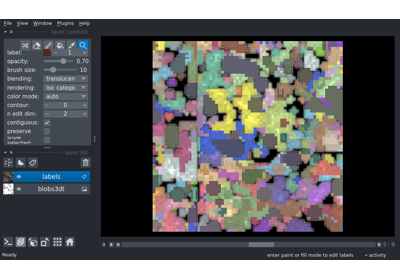 File View Window Plugins Help
layer controls
label: 1
opacity: 0.70
brush size: 10
blending: translucen
rendering: iso catego
color mode: auto
contour: 0
n edit dim: 2
contiguous:
preserve
layer list
labels
blobs3dt
Ready
enter paint or fill mode to edit labels
activity